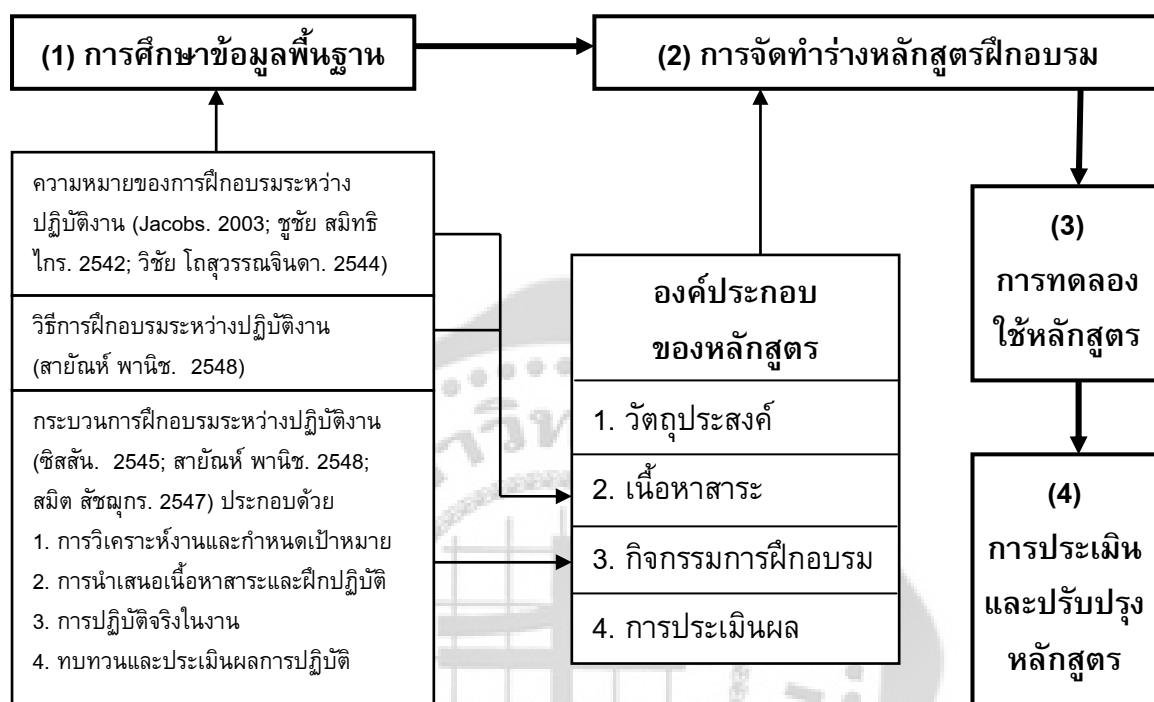 (1) การศึกษาข้อมูลพื้นฐาน
(2) การจัดทำร่างหลักสูตรฝึกอบรม
ความหมายของการฝึกอบรมระหว่าง
ปฏิบัติงาน (Jacobs. 2003; ชูชัย สมิทธิ
ไกร. 2542; วิชัย โถสุวรรณจินดา. 2544)
วิธีการฝึกอบรมระหว่างปฏิบัติงาน
(สายัณห์ พานิช. 2548)
กระบวนการฝึกอบรมระหว่างปฏิบัติงาน
(ซิสสัน. 2545; สายัณห์ พานิช. 2548;
สมิต สัชฌุกร. 2547) ประกอบด้วย
1. การวิเคราะห์งานและกำหนดเป้าหมาย
2. การนำเสนอเนื้อหาสาระและฝึกปฏิบัติ
3. การปฏิบัติจริงในงาน
4. ทบทวนและประเมินผลการปฏิบัติ
องค์ประกอบ
ของหลักสูตร
1. วัตถุประสงค์
2. เนื้อหาสาระ
3. กิจกรรมการฝึกอบรม
4. การประเมินผล
(3)
การทดลอง
ใช้หลักสูตร
(4)
การประเมิน
และปรับปรุง
หลักสูตร